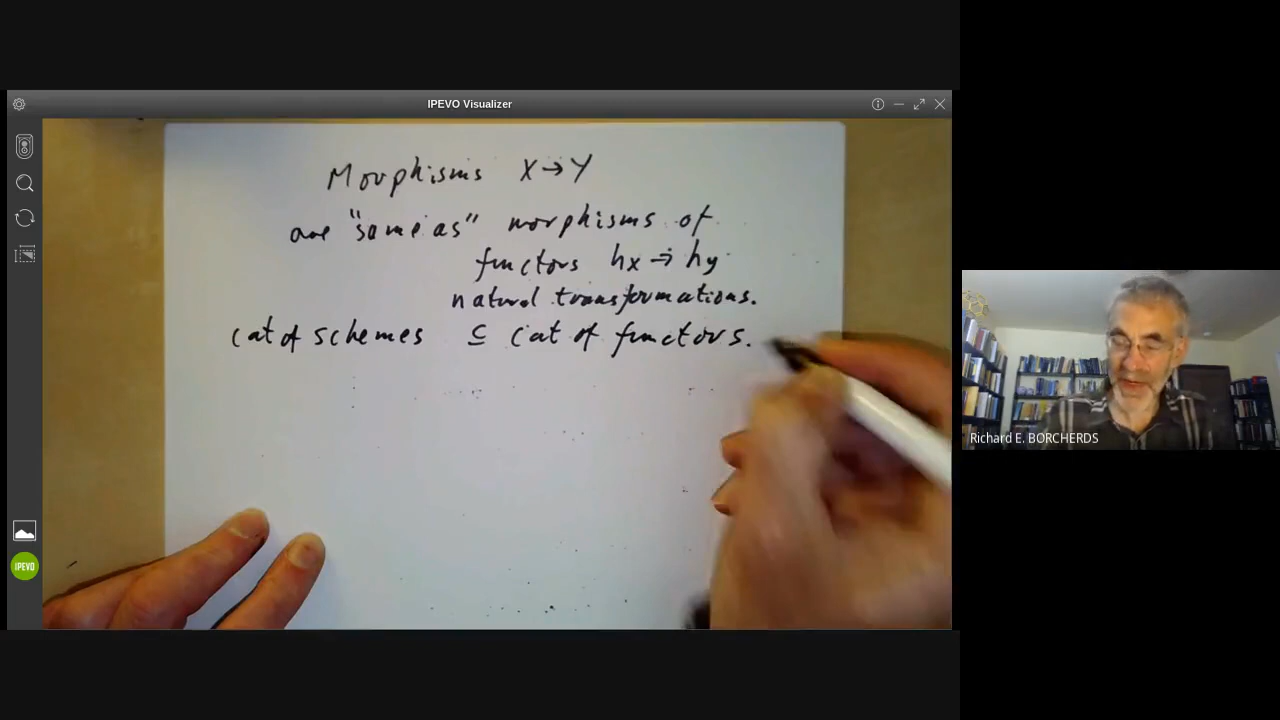 IPEVO Visualizer
Morphisms X→Y
are "same as" morphisms of
functors hx → hy
natural transformations.
cat of schemes ⊆ cat of functors.
Richard E. BORCHERDS
IPEVO